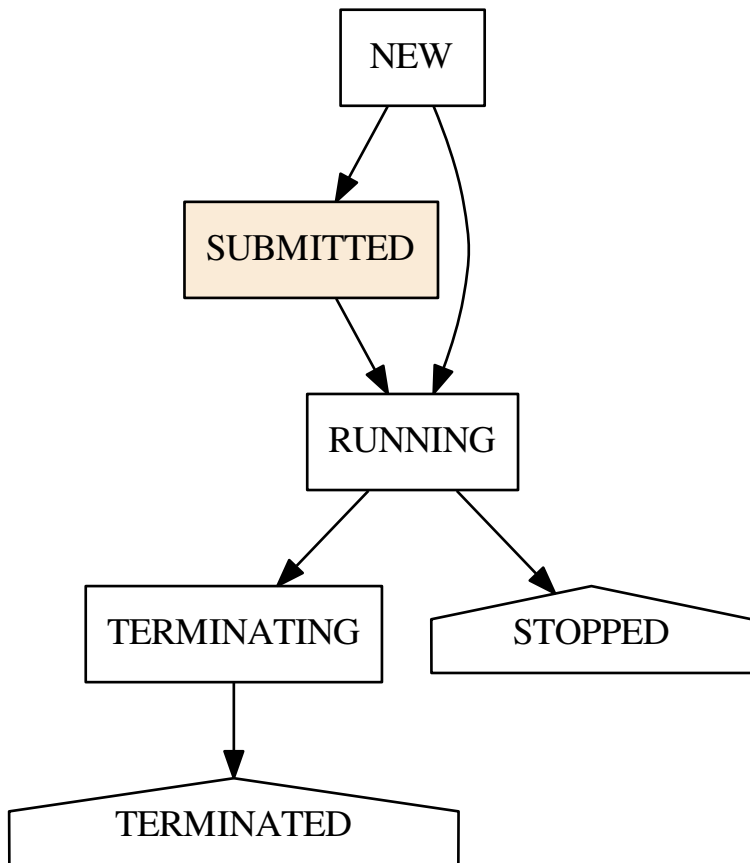 NEW
SUBMITTED
RUNNING
TERMINATING
STOPPED
TERMINATED